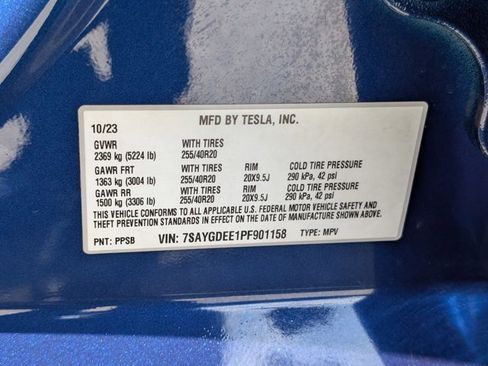 MFD BY TESLA, INC.
10/23
GVWR WITH TIRES
2369 kg (5224 lb) 255/40R20
GAWR FRT WITH TIRES RIM COLD TIRE PRESSURE
1363 kg (3004 lb) 255/40R20 20X9.5J 290 kPa, 42 psi
GAWR RR WITH TIRES RIM COLD TIRE PRESSURE
1500 kg (3306 lb) 255/40R20 20X9.5J 290 kPa, 42 psi
THIS VEHICLE CONFORMS TO ALL APPLICABLE U.S. FEDERAL MOTOR VEHICLE SAFETY AND
THEFT PREVENTION STANDARDS IN EFFECT ON THE DATE OF MANUFACTURE SHOWN ABOVE.
PNT: PPSB VIN: 7SAYGDEE1PF901158 TYPE: MPV